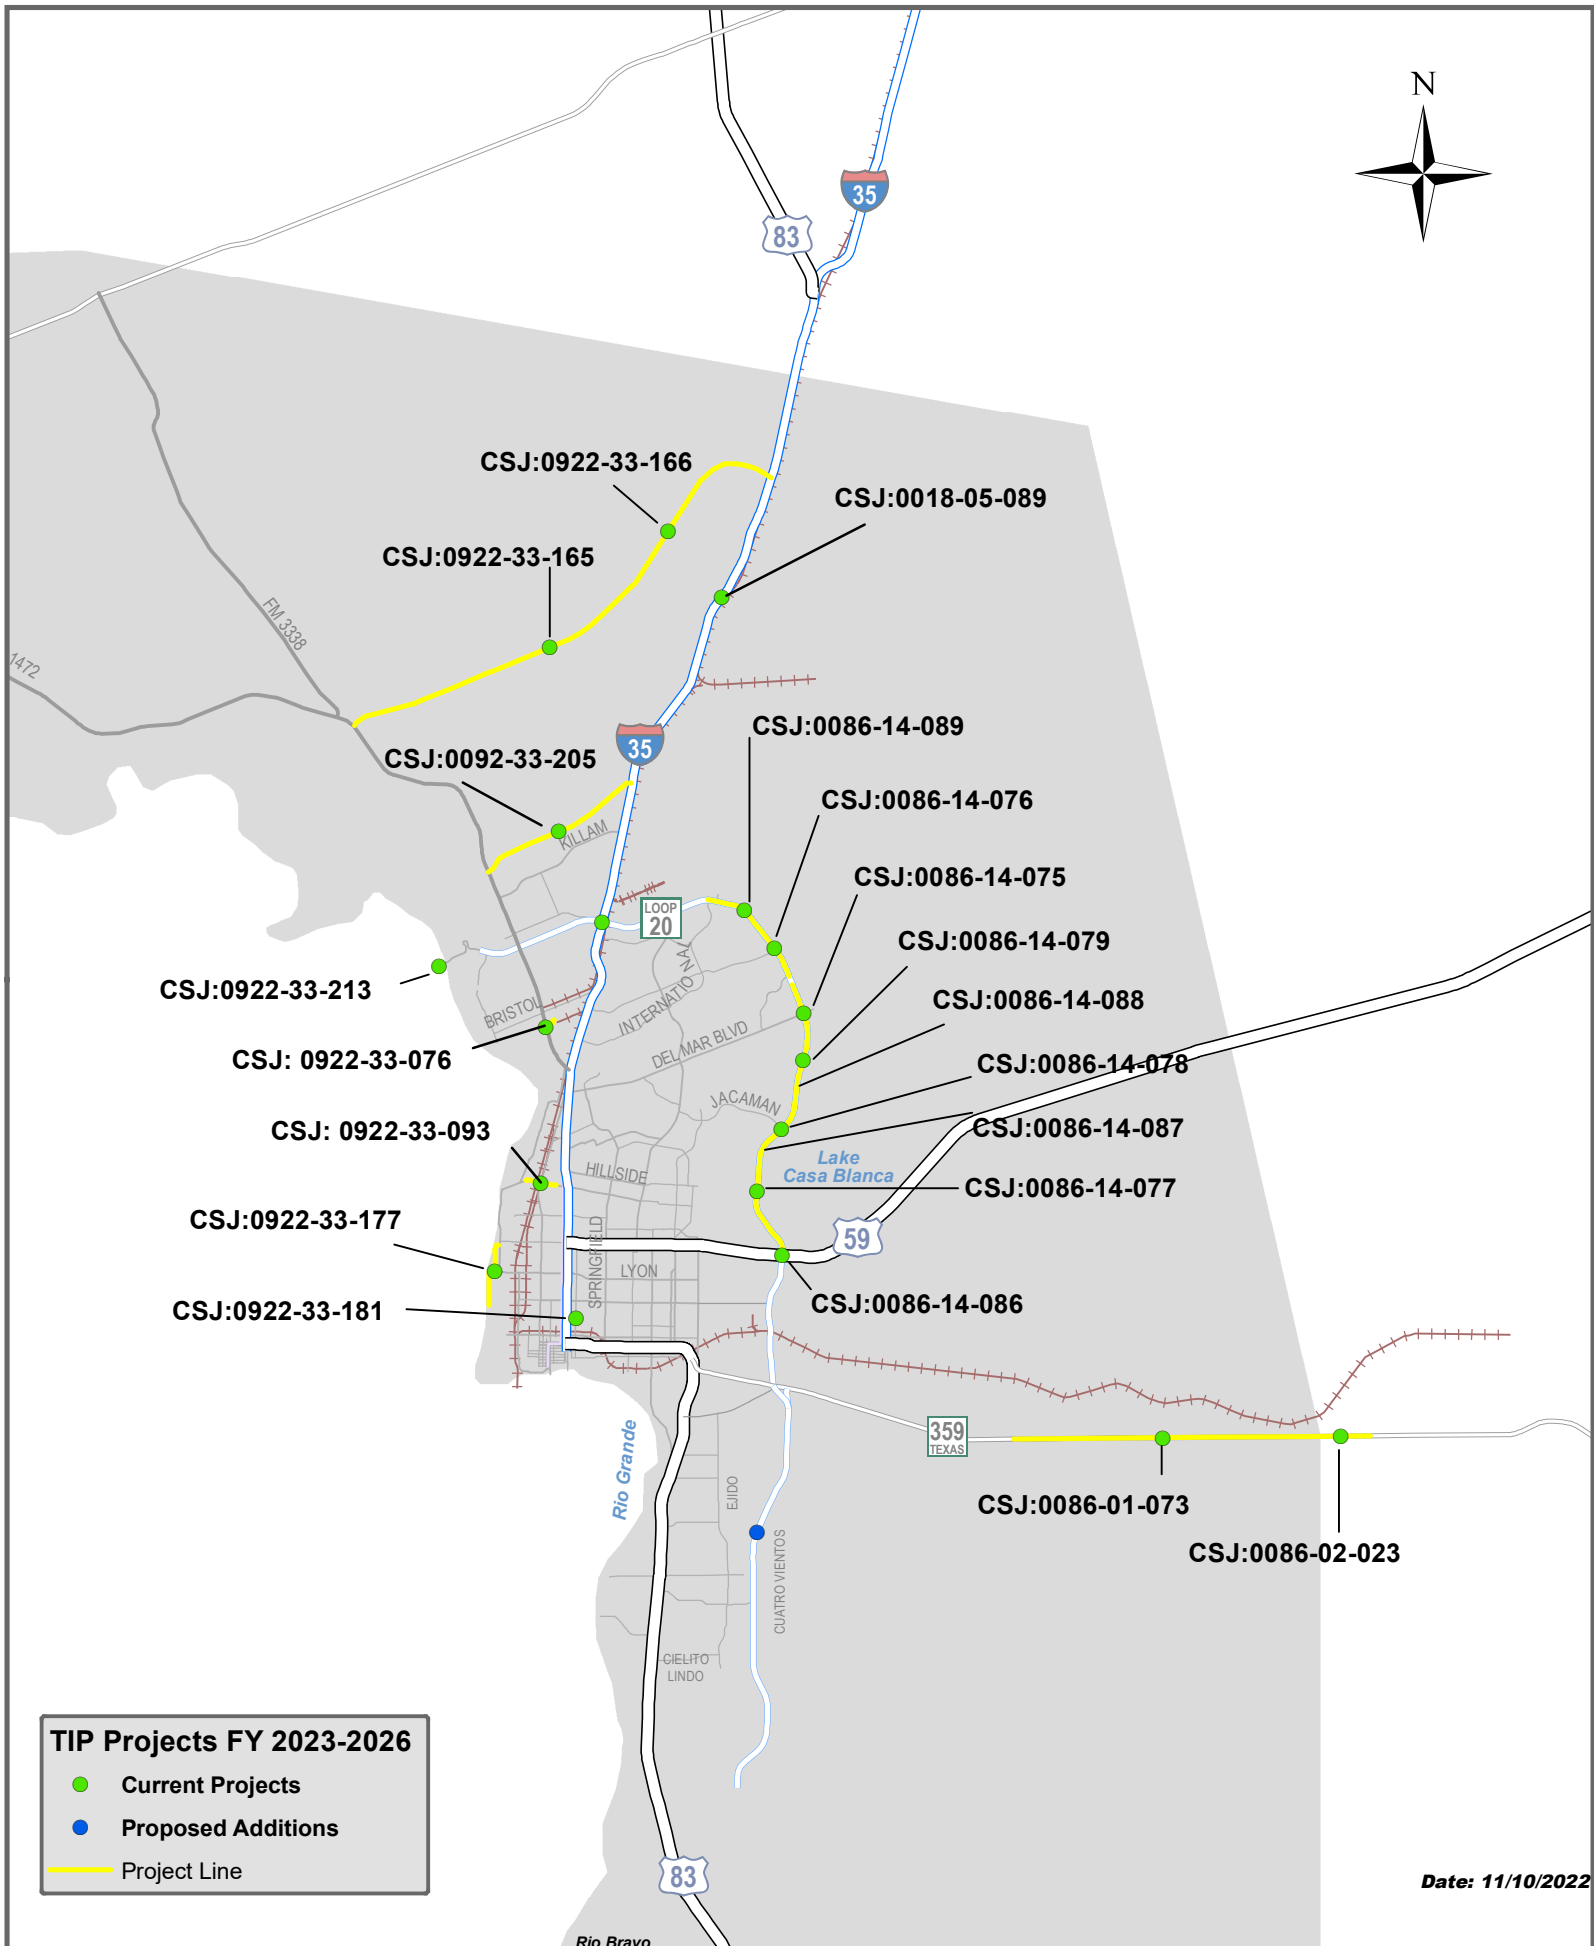 N
35
83
CSJ:0922-33-166
CSJ:0018-05-089
CSJ:0922-33-165
FM 3338
1472
CSJ:0086-14-089
35
CSJ:0092-33-205
CSJ:0086-14-076
KILLAM
CSJ:0086-14-075
LOOP
20
CSJ:0086-14-079
CSJ:0922-33-213
BRISTOL
INTERNATIONAL
CSJ:0086-14-088
DEL MAR BLVD
CSJ: 0922-33-076
CSJ:0086-14-078
JACAMAN
CSJ: 0922-33-093
CSJ:0086-14-087
Lake
Casa Blanca
HILLSIDE
CSJ:0086-14-077
CSJ:0922-33-177
59
SPRINGFIELD
LYON
CSJ:0922-33-181
CSJ:0086-14-086
359
TEXAS
Rio Grande
EJIDO
CSJ:0086-01-073
CSJ:0086-02-023
CUATRO VIENTOS
CIELITO
LINDO
TIP Projects FY 2023-2026
Current Projects
Proposed Additions
Project Line
83
Date: 11/10/2022
Rio Bravo